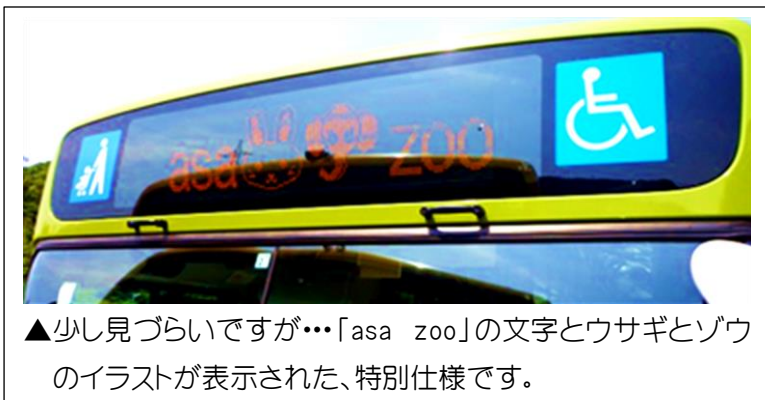 asa zoo
▲少し見づらいですが…「asa　zoo」の文字とウサギとゾウ
のイラストが表示された、特別仕様です。